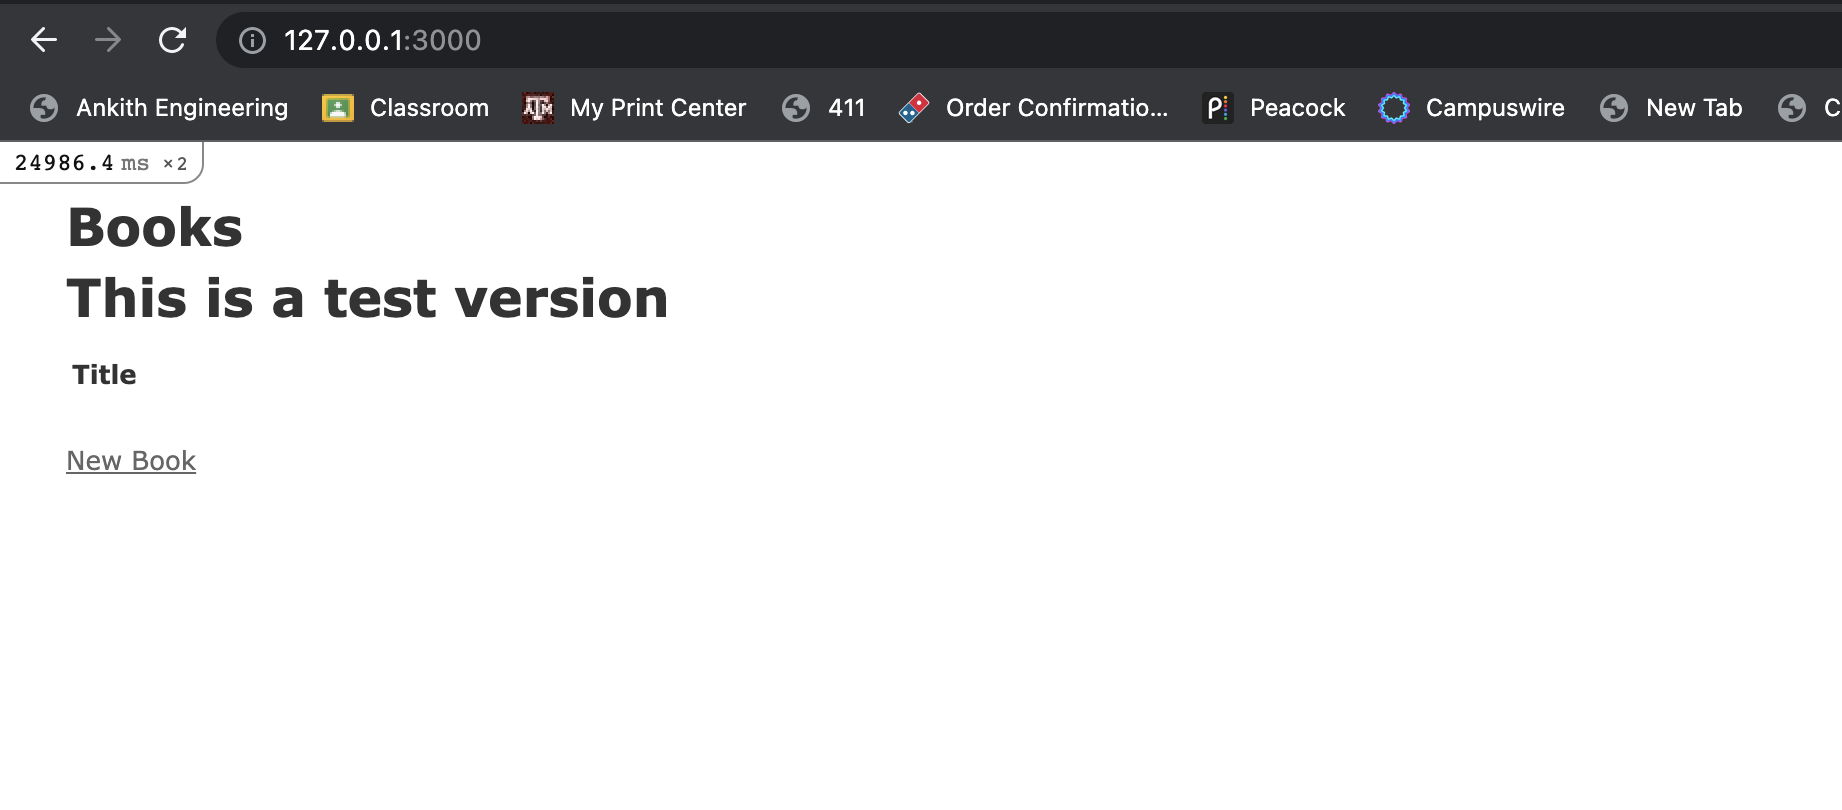 127.0.0.1:3000
Ankith Engineering Classroom My Print Center 411 Order Confirmatio... Peacock Campuswire New Tab C
24986.4 ms ×2
Books
This is a test version
Title
New Book